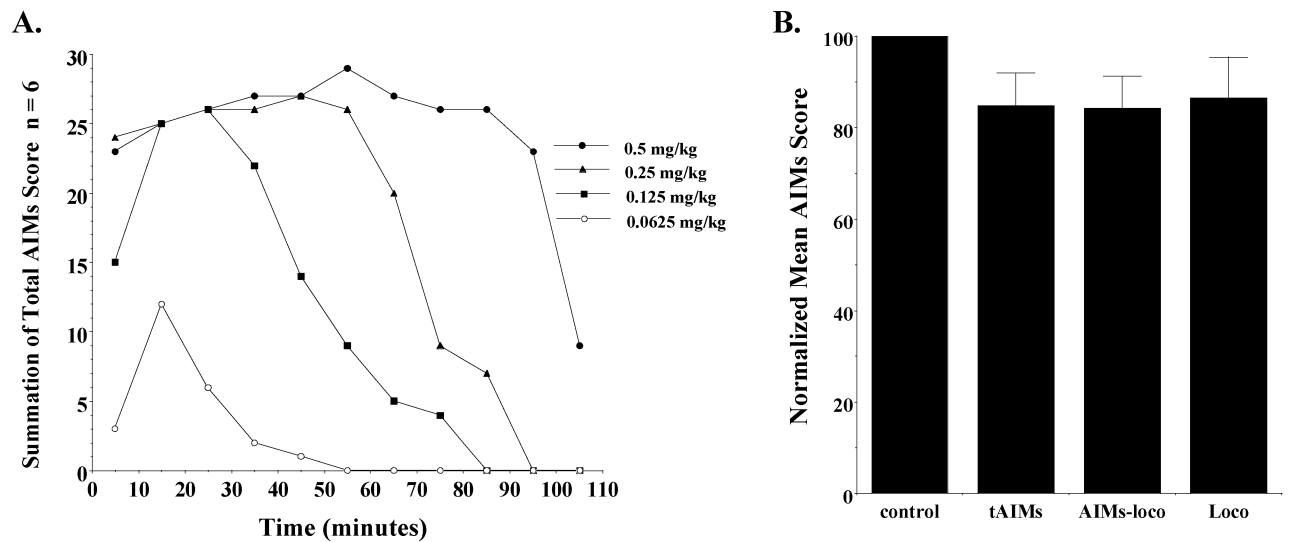 A.
Summation of Total AIMs Score n = 6
30
25
20
15
10
5
0
0 10 20 30 40 50 60 70 80 90 100 110
Time (minutes)
0.5 mg/kg
0.25 mg/kg
0.125 mg/kg
0.0625 mg/kg
B.
Normalized Mean AIMs Score
100
80
60
40
20
0
control tAIMs AIMs-loco Loco